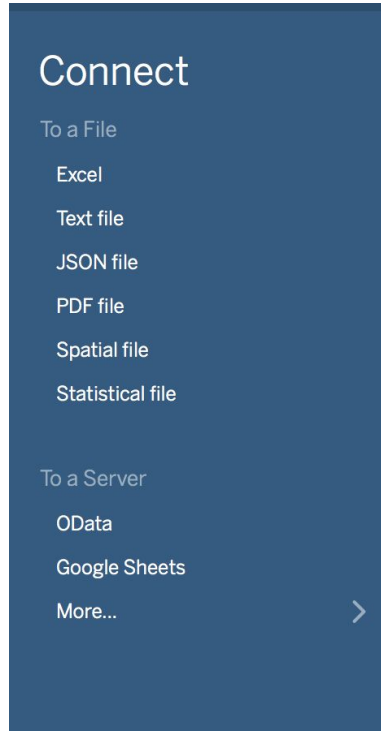 Connect
To a File
Excel
Text file
JSON file
PDF file
Spatial file
Statistical file
To a Server
OData
Google Sheets
More...